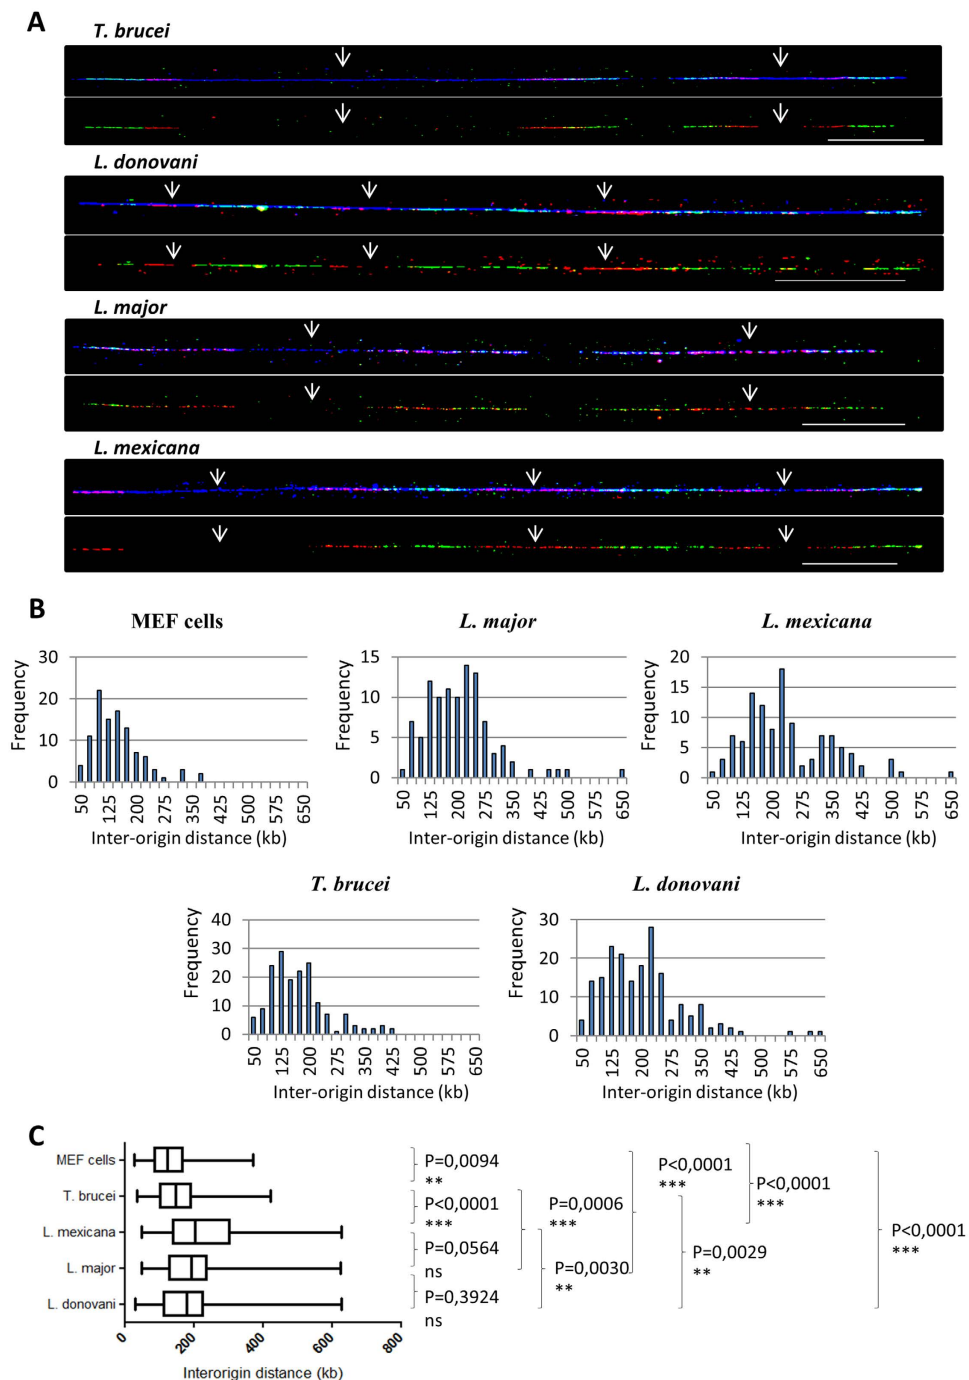 A
T. brucei
L. donovani
L. major
L. mexicana
B
MEF cells
Frequency
30
20
10
0
50
125
200
275
350
425
500
575
650
Inter-origin distance (kb)
L. major
Frequency
15
10
5
0
50
125
200
275
350
425
500
575
650
Inter-origin distance (kb)
L. mexicana
Frequency
20
15
10
5
0
50
125
200
275
350
425
500
575
650
Inter-origin distance (kb)
T. brucei
Frequency
40
30
20
10
0
50
125
200
275
350
425
500
575
650
Inter-origin distance (kb)
L. donovani
Frequency
30
20
10
0
50
125
200
275
350
425
500
575
650
Inter-origin distance (kb)
C
MEF cells
T. brucei
L. mexicana
L. major
L. donovani
0
200
400
600
800
Interorigin distance (kb)
P=0,0094
**
P<0,0001
***
P=0,0564
ns
P=0,3924
ns
P=0,0006
***
P=0,0030
**
P<0,0001
***
P=0,0029
**
P<0,0001
***
P<0,0001
***